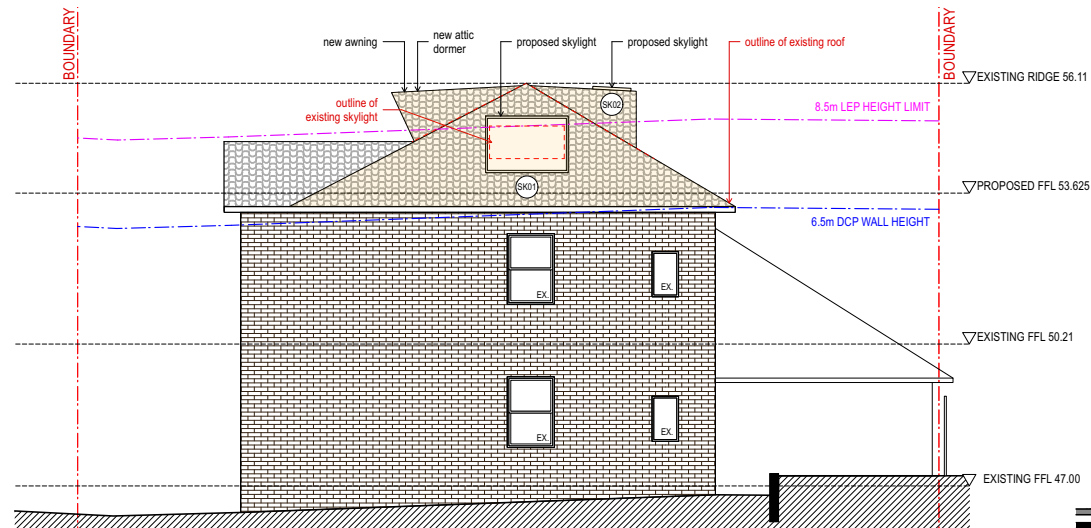 BOUNDARY
new awning
new attic
dormer
proposed skylight
proposed skylight
outline of existing roof
BOUNDARY
EXISTING RIDGE 56.11
outline of
existing skylight
SK02
8.5m LEP HEIGHT LIMIT
SK01
PROPOSED FFL 53.625
6.5m DCP WALL HEIGHT
EX.
EX.
EXISTING FFL 50.21
EX.
EX.
EXISTING FFL 47.00